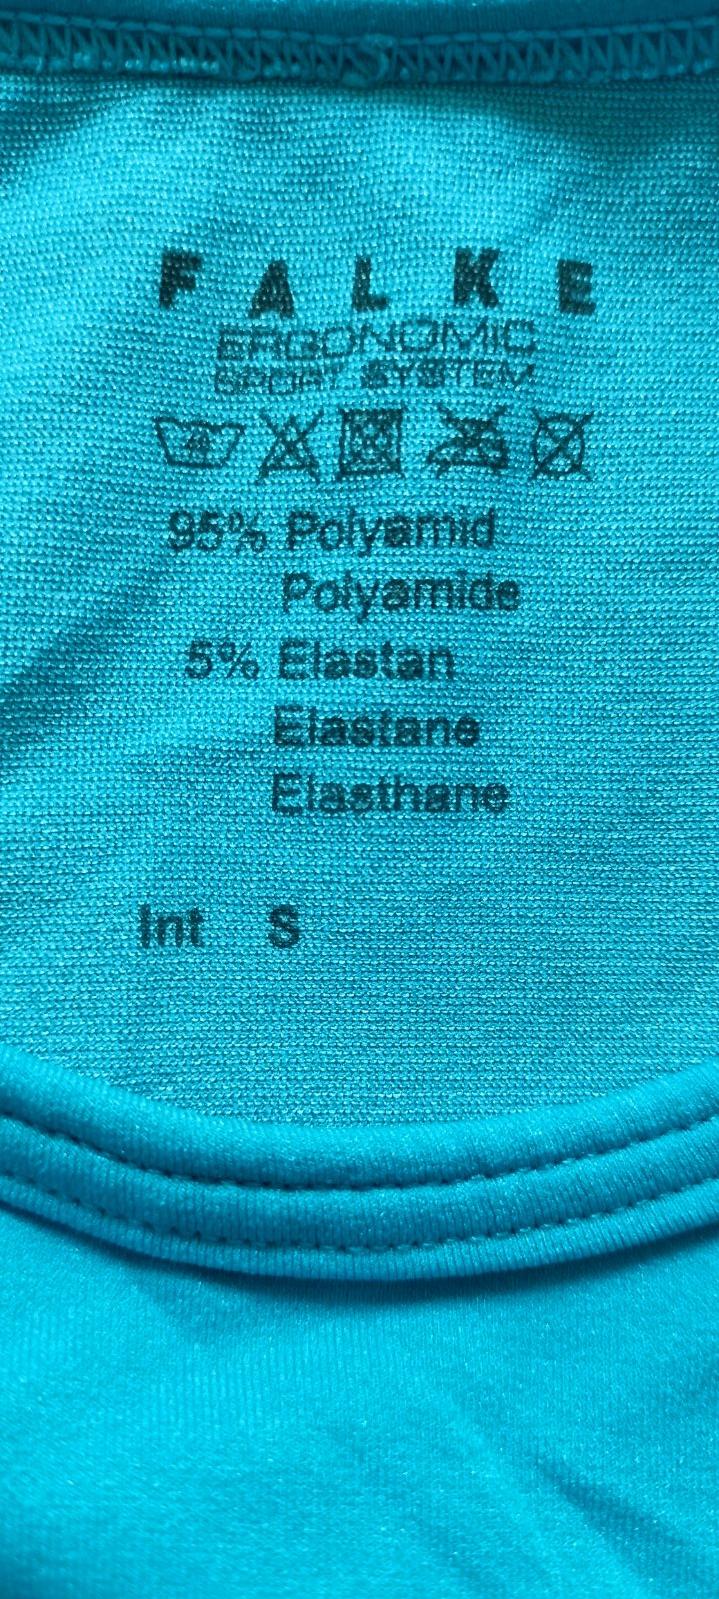 FALKE
ERGONOMIC
SPORT SYSTEM
95% Polyamid
Polyamide
5% Elastan
Elastane
Elasthane
Int S